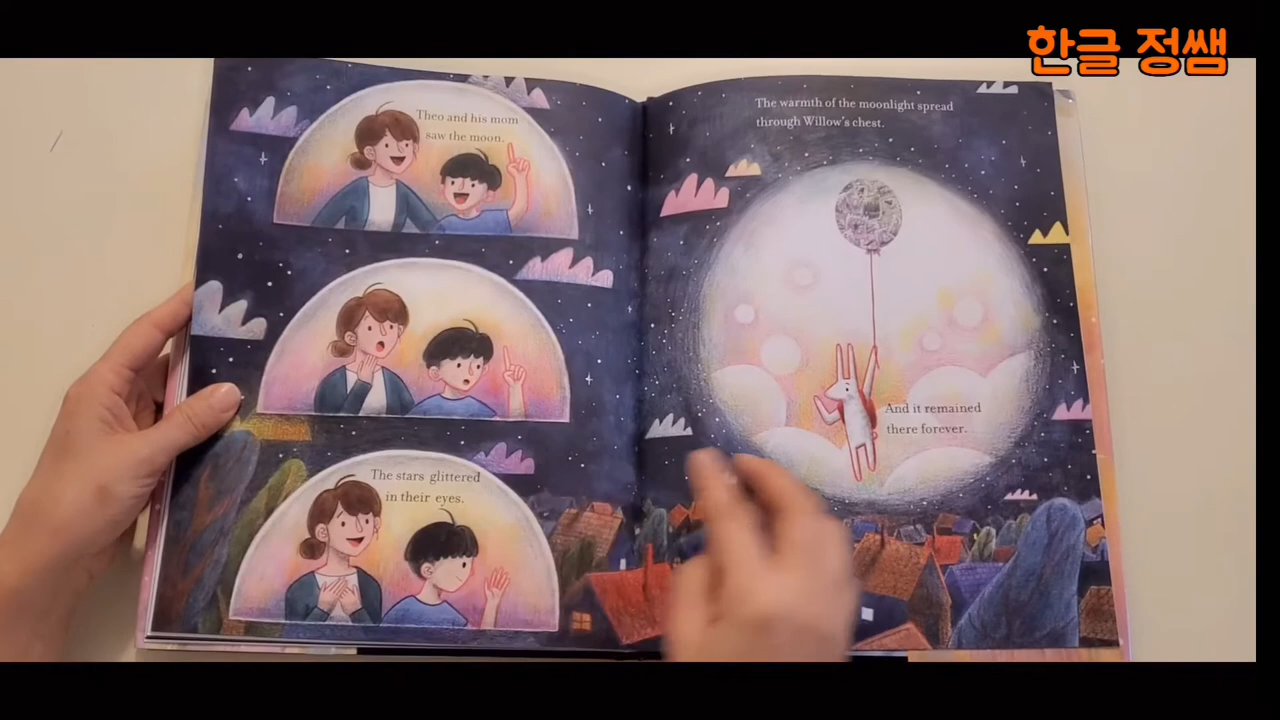 한글 정쌤
Theo and his mom
saw the moon.
The stars glittered
in their eyes.
The warmth of the moonlight spread
through Willow's chest.
And it remained
there forever.